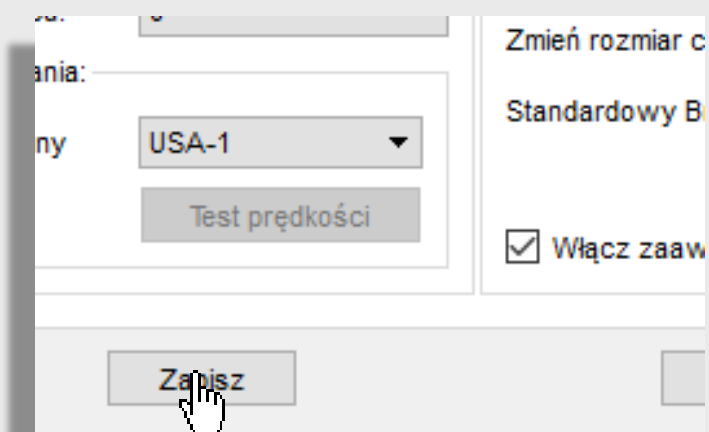 Zmień rozmiar
ania:
Standardowy
ny
USA-1
Test prędkości
Włącz zaaw
Zapisz